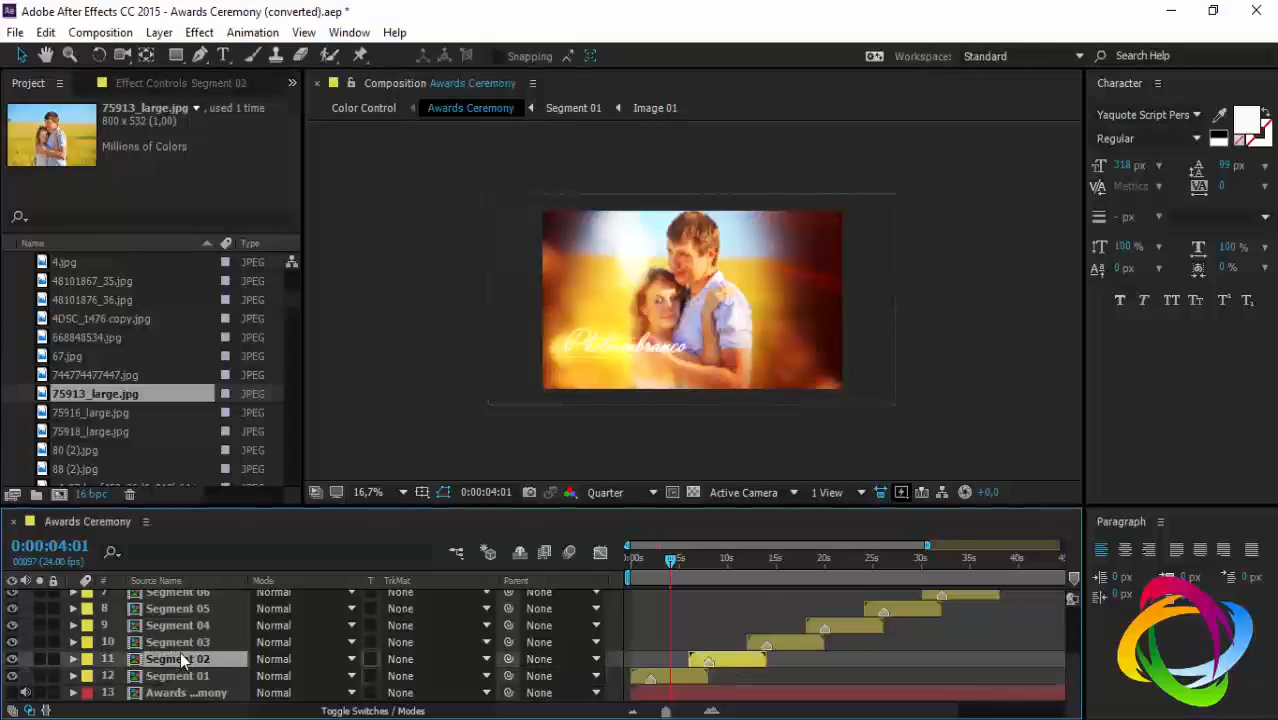 Adobe After Effects CC 2015 - Awards Ceremony (converted).aep *
File Edit Composition Layer Effect Animation View Window Help
Snapping
Workspace: Standard
Search Help
Project
Effect Controls Segment 02
Composition Awards Ceremony
Character
75913_large.jpg , used 1 time
800 x 532 (1,00)
Millions of Colors
Color Control Awards Ceremony Segment 01 Image 01
Yaquote Script Pers
Regular
318 px 99 px
Metrics 0
- px
100 % 100 %
0 px 0 %
T T TT Tт T¹ T₁
Name Type
4.jpg JPEG
48101867_35.jpg JPEG
48101876_36.jpg JPEG
4DSC_1476 copy.jpg JPEG
668848534.jpg JPEG
67.jpg JPEG
744774477447.jpg JPEG
75913_large.jpg JPEG
75916_large.jpg JPEG
75918_large.jpg JPEG
80 (2).jpg JPEG
88 (2).jpg JPEG
16 bpc
16,7% 0:00:04:01 Quarter Active Camera 1 View +0,0
Awards Ceremony
Paragraph
0:00:04:01
00097 (24.00 fps)
:00s 5s 10s 15s 20s 25s 30s 35s 40s 45
# Source Name Mode T TrkMat Parent
7 Segment 06 Normal None None
8 Segment 05 Normal None None
9 Segment 04 Normal None None
10 Segment 03 Normal None None
11 Segment 02 Normal None None
12 Segment 01 Normal None None
13 Awards ...mony Normal None None
Toggle Switches / Modes
0 px 0 px
0 px 0 px